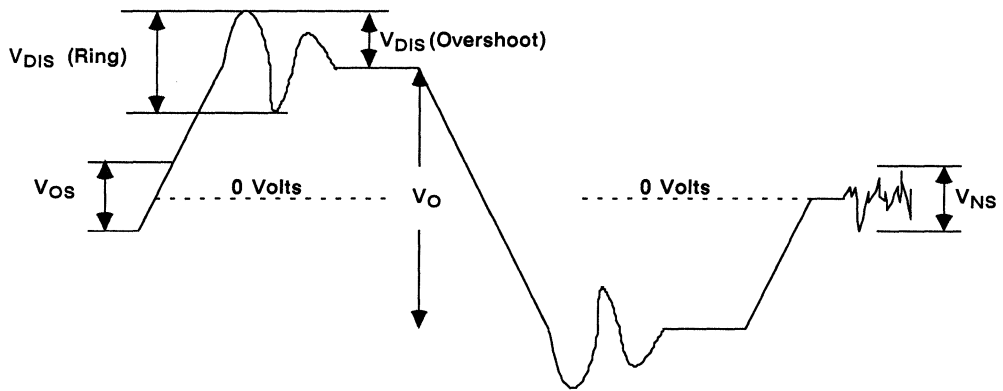 VDIS (Overshoot)
VDIS (Ring)
VOS
0 Volts
VO
0 Volts
VNS